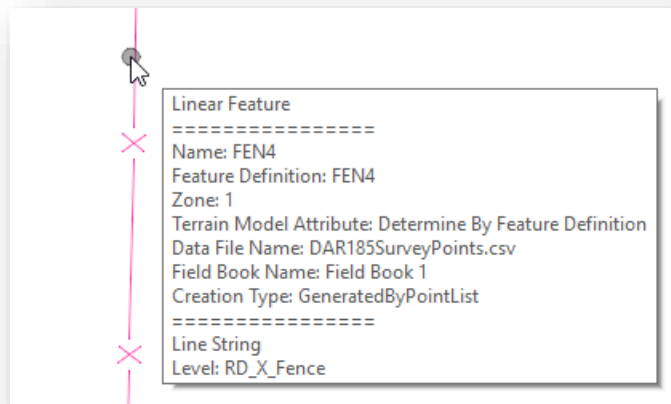 Linear Feature
================
Name: FEN4
Feature Definition: FEN4
Zone: 1
Terrain Model Attribute: Determine By Feature Definition
Data File Name: DAR185SurveyPoints.csv
Field Book Name: Field Book 1
Creation Type: GeneratedByPointList
================
Line String
Level: RD_X_Fence